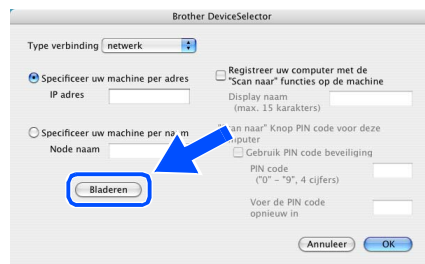 Brother DeviceSelector
Type verbinding netwerk
Specificeer uw machine per adres
IP adres
Specificeer uw machine per
Node naam
Bladeren
Registreer uw computer met de
"Scan naar" functies op de machine
Display naam
(max. 15 karakters)
naar" Knop PIN code voor deze
Gebruik PIN code beveiliging
PIN code
("0" – "9", 4 cijfers)
Voer de PIN code
opnieuw in
Annuleer
OK